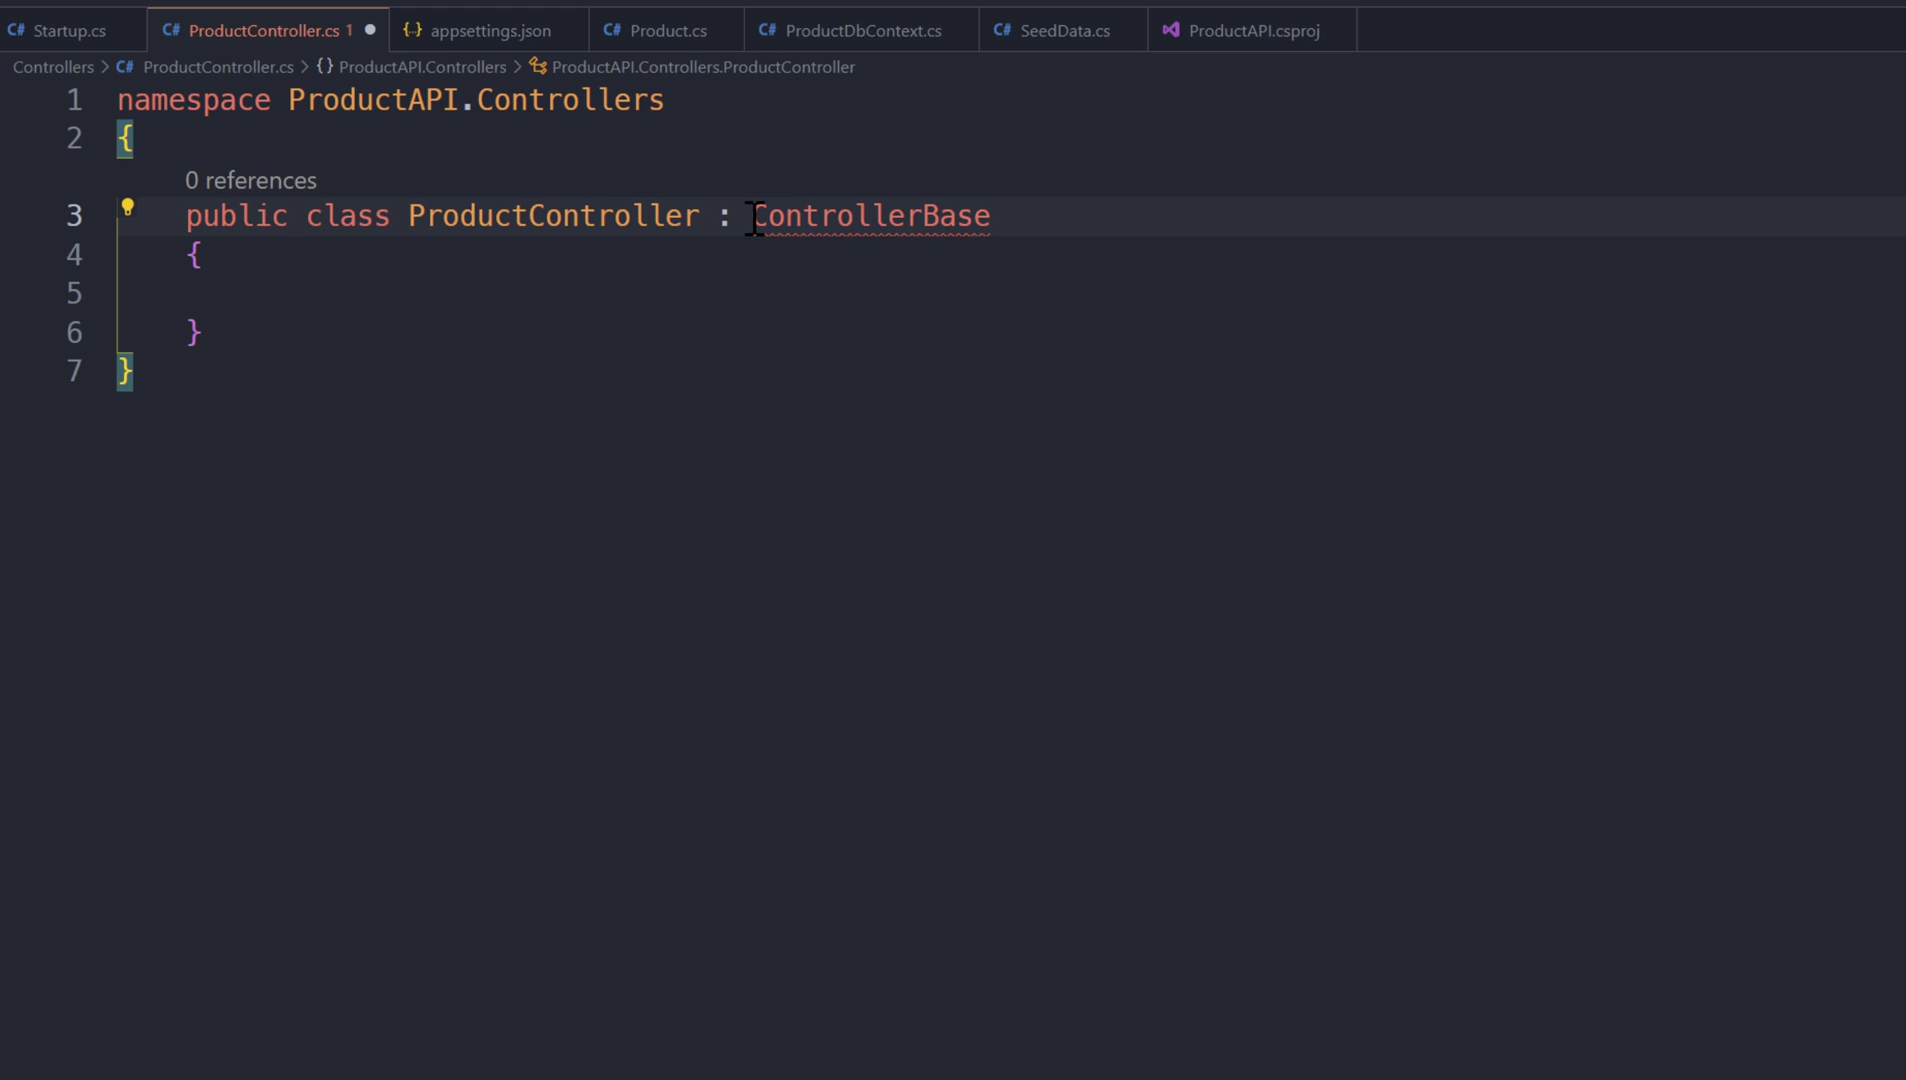 C# Startup.cs C# ProductController.cs 1 {..} appsettings.json C# Product.cs C# ProductDbContext.cs C# SeedData.cs ProductAPI.csproj
Controllers > C# ProductController.cs > {} ProductAPI.Controllers > ProductAPI.Controllers.ProductController
1 namespace ProductAPI.Controllers
2 {
0 references
3 public class ProductController : ControllerBase
4 {
5
6 }
7 }